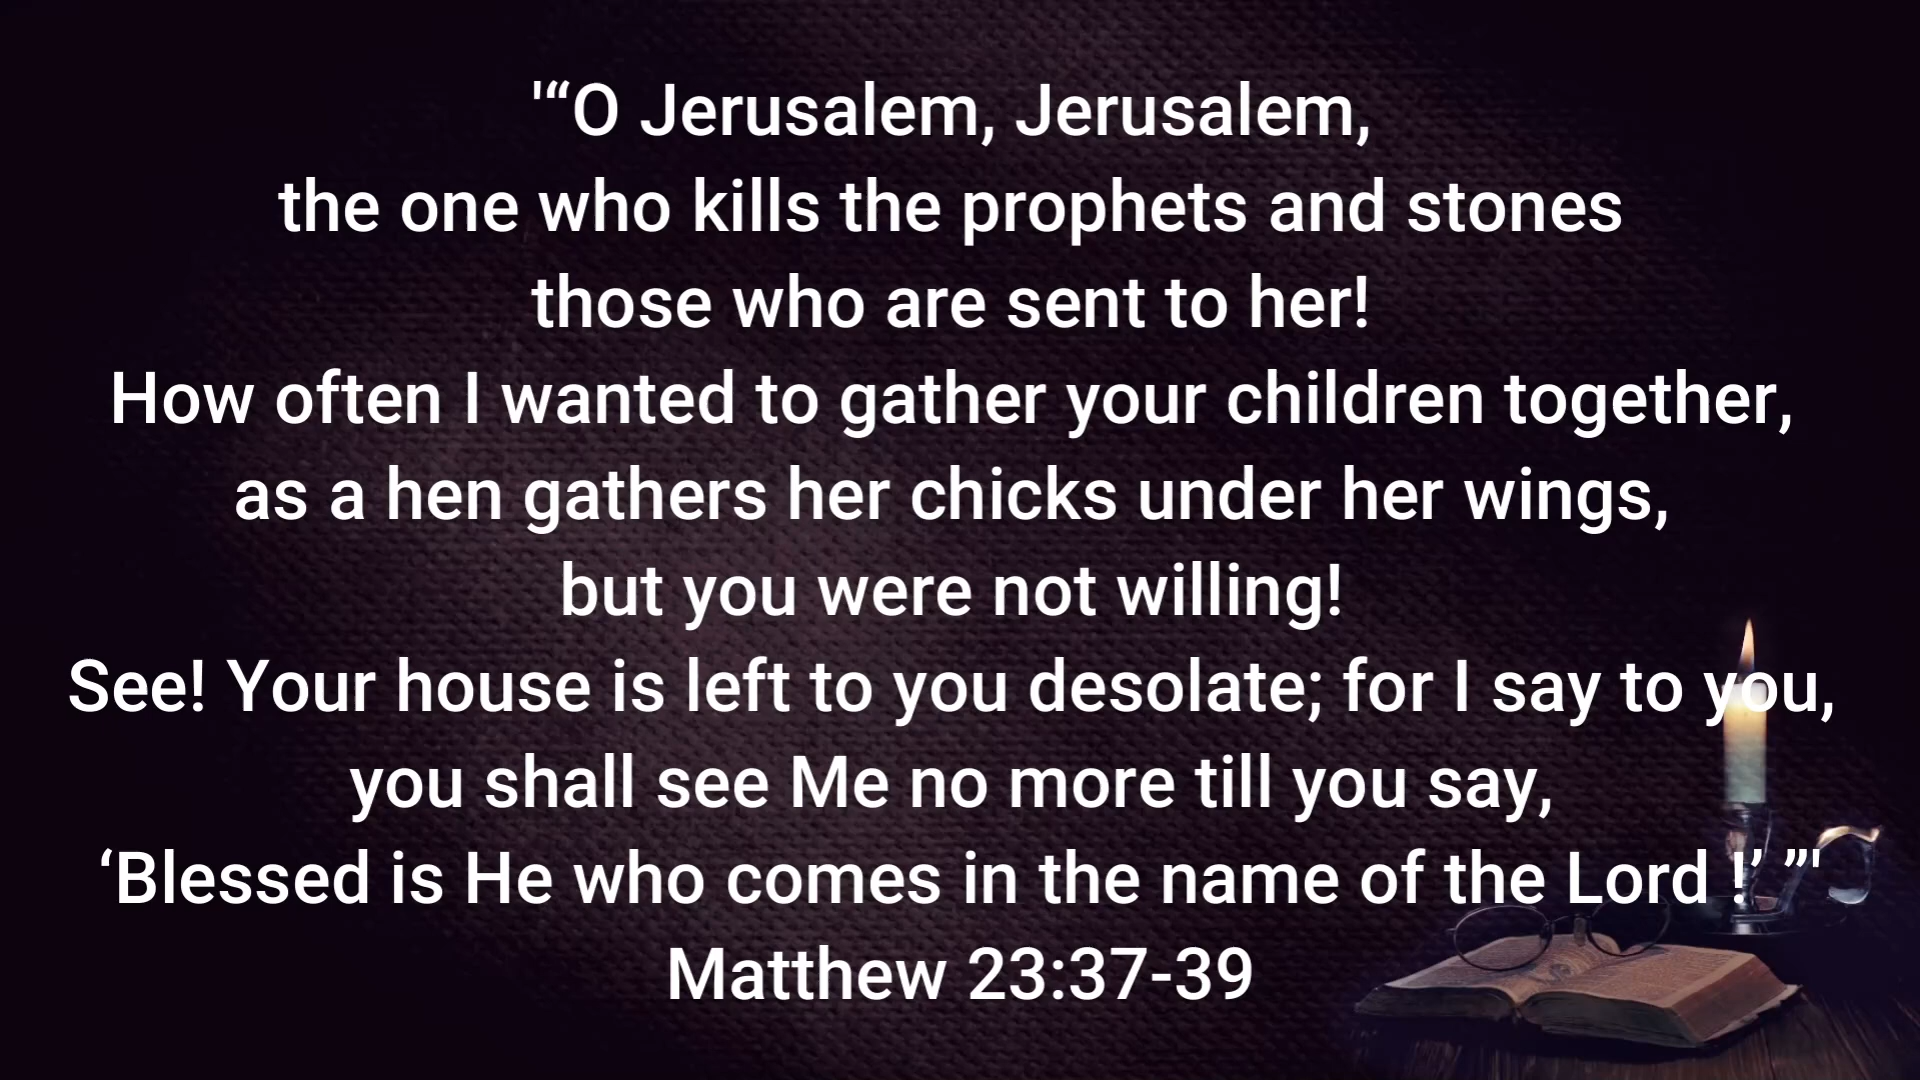 '“O Jerusalem, Jerusalem,
the one who kills the prophets and stones
those who are sent to her!
How often I wanted to gather your children together,
as a hen gathers her chicks under her wings,
but you were not willing!
See! Your house is left to you desolate; for I say to you,
you shall see Me no more till you say,
‘Blessed is He who comes in the name of the Lord !’ ”'
Matthew 23:37-39